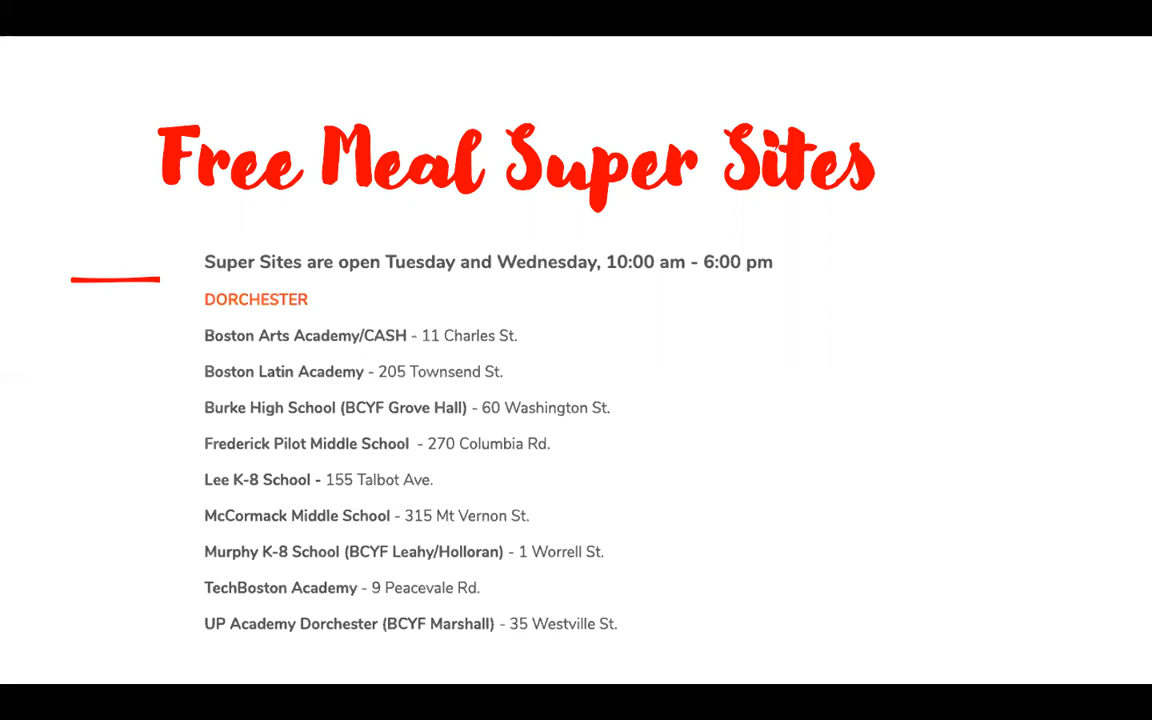 Free Meal Super Sites
Super Sites are open Tuesday and Wednesday, 10:00 am - 6:00 pm
DORCHESTER
Boston Arts Academy/CASH - 11 Charles St.
Boston Latin Academy - 205 Townsend St.
Burke High School (BCYF Grove Hall) - 60 Washington St.
Frederick Pilot Middle School - 270 Columbia Rd.
Lee K-8 School - 155 Talbot Ave.
McCormack Middle School - 315 Mt Vernon St.
Murphy K-8 School (BCYF Leahy/Holloran) - 1 Worrell St.
TechBoston Academy - 9 Peacevale Rd.
UP Academy Dorchester (BCYF Marshall) - 35 Westville St.